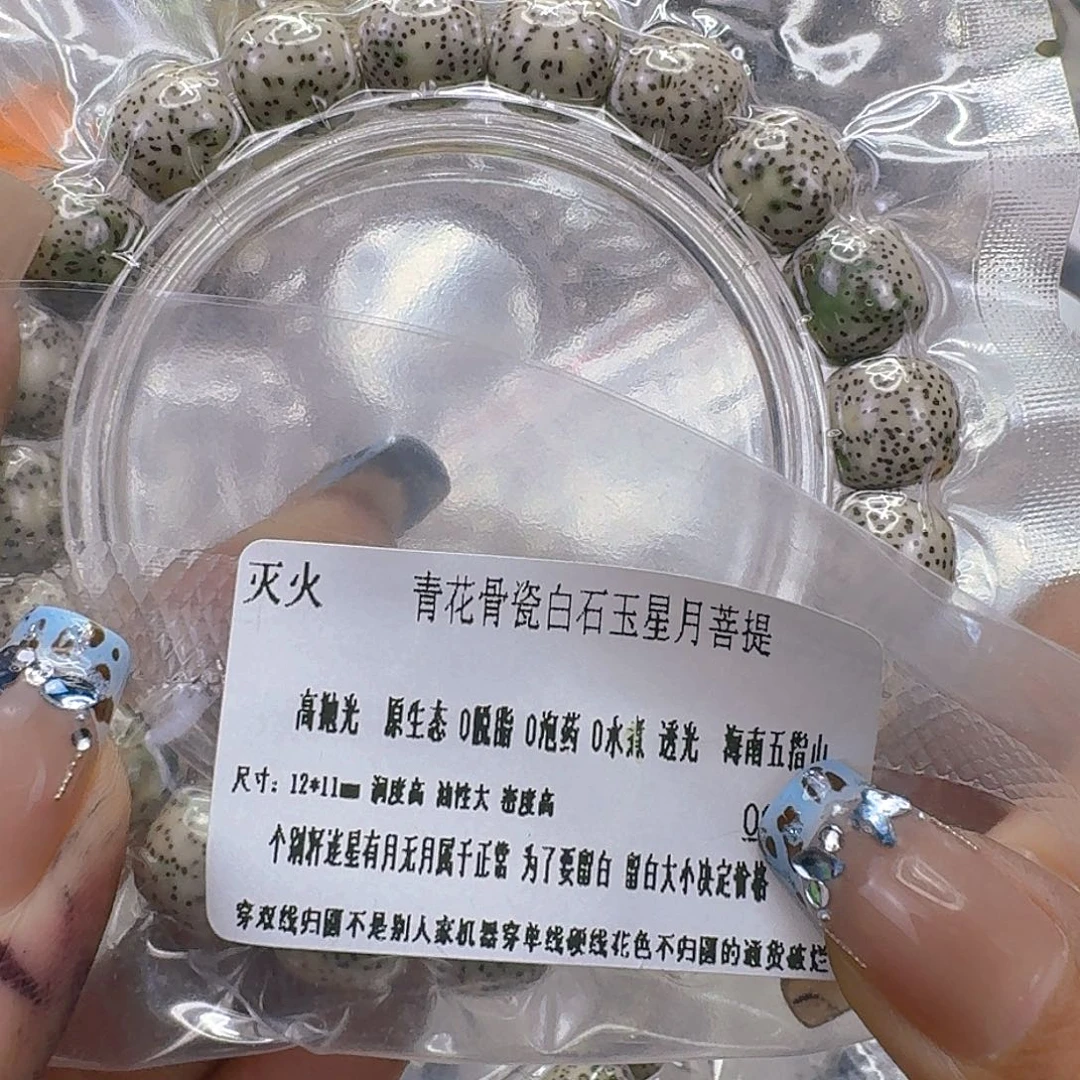 灭火
青花骨瓷白石玉星月菩提
高抛光 原生态 0脱脂 0泡药 0水煮 透光 海南五指山
尺寸：12*11mm 润度高 油性大 密度高
个别籽迷星有月无月属于正常 为了要留白 留白大小决定价格
穿双线归圆不是别人家机器穿单线硬线花色不归圆的通货破烂